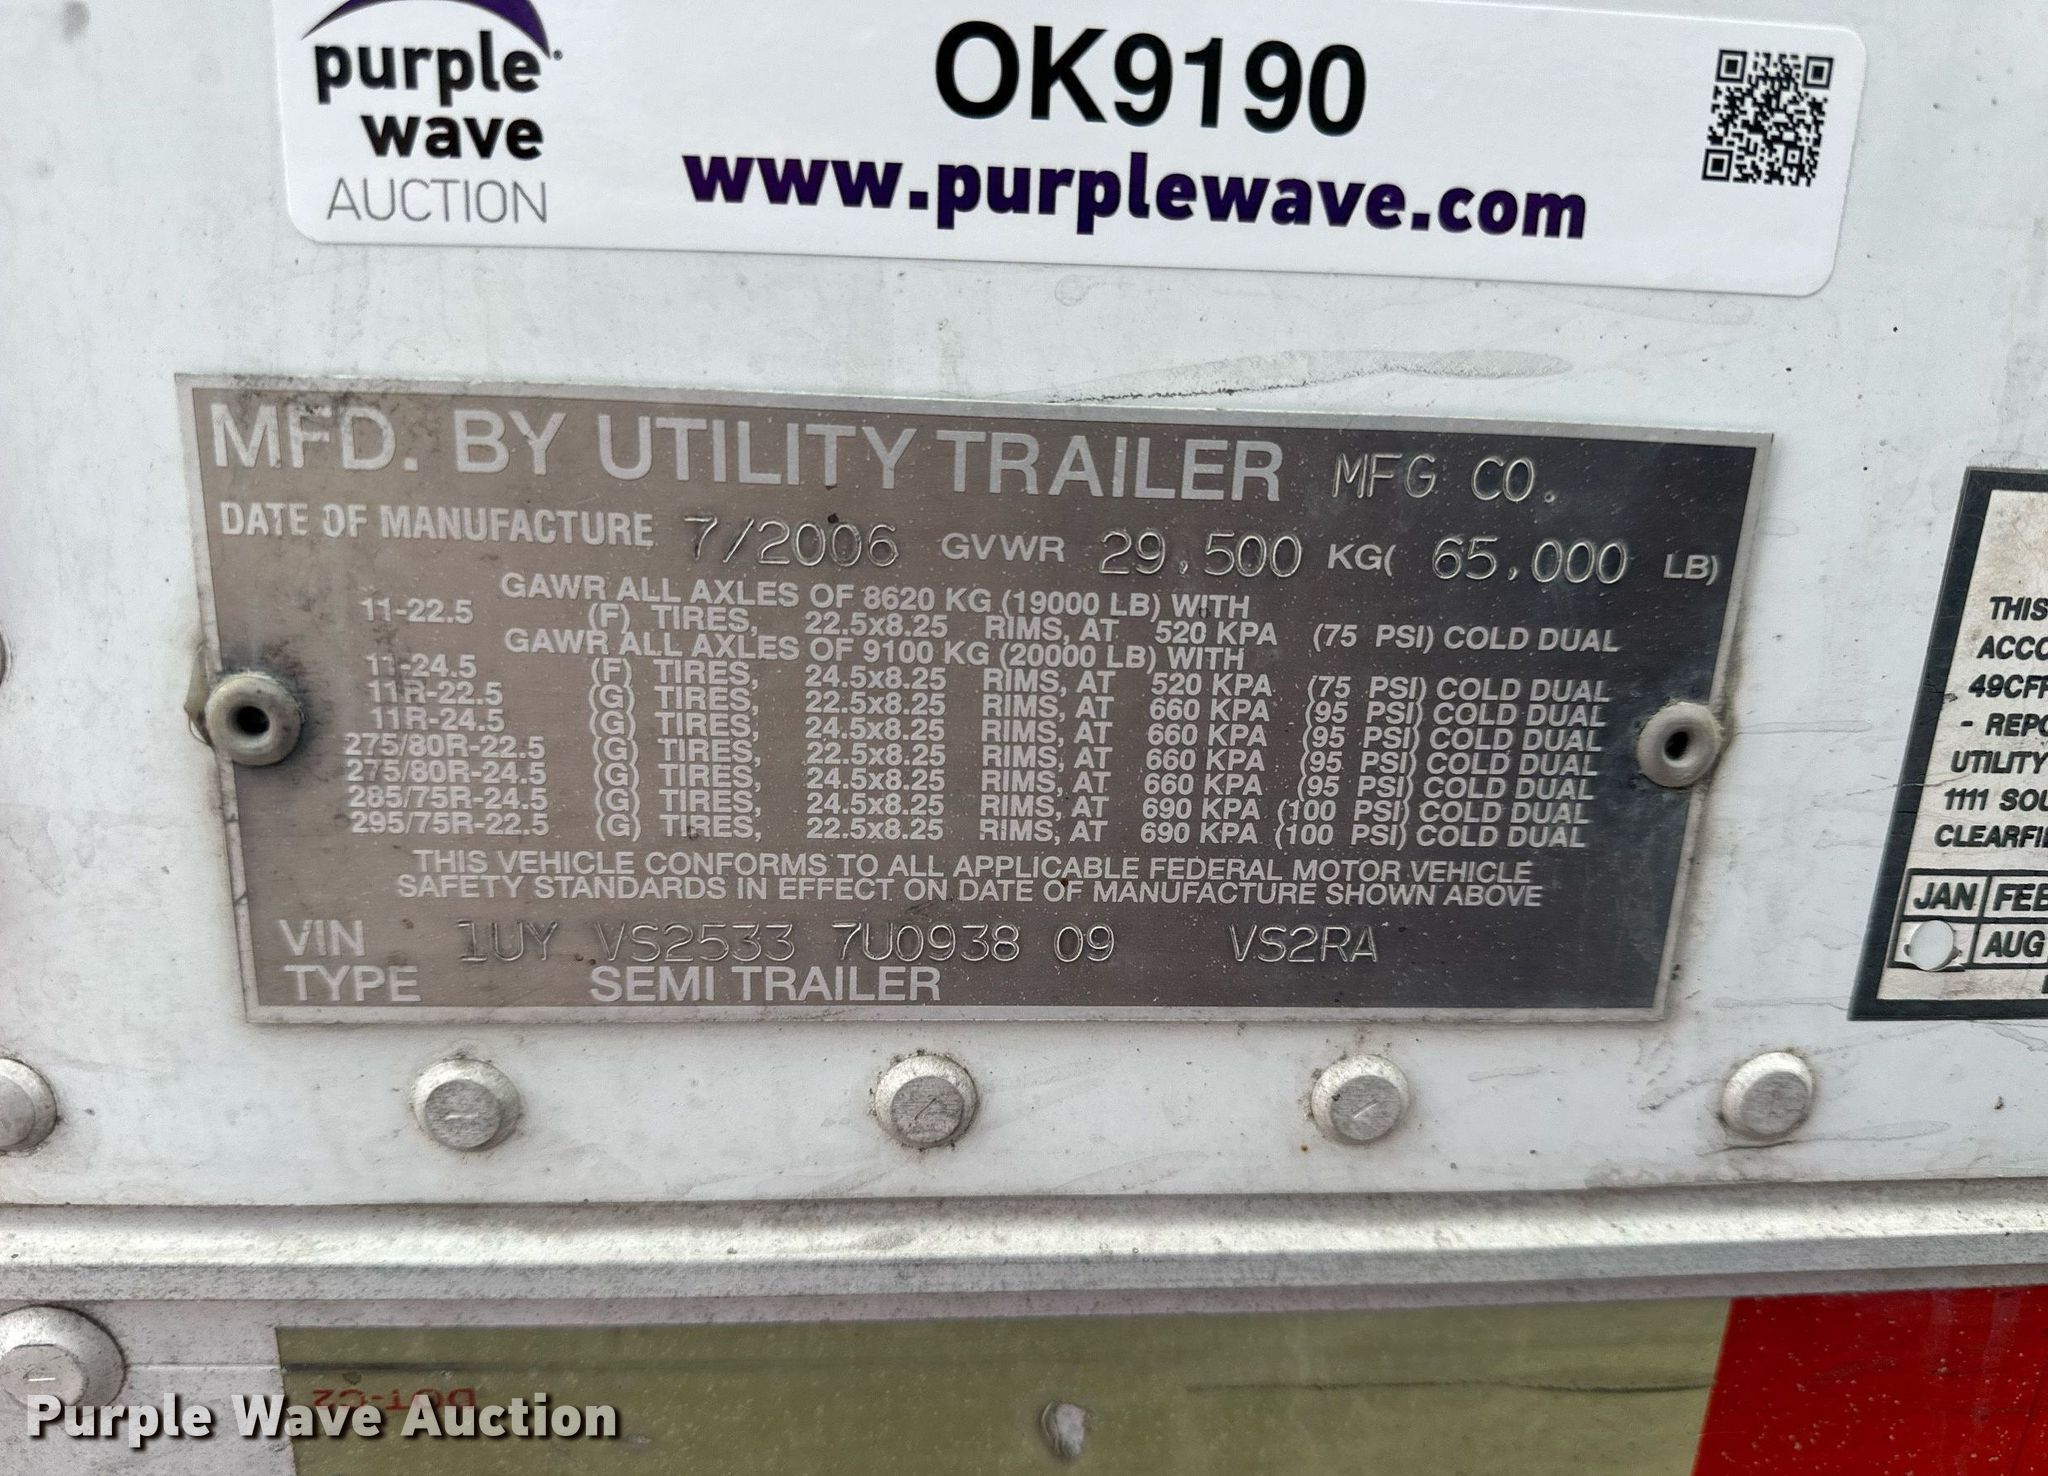 purple
wave
AUCTION
OK9190
www.purplewave.com
MFD. BY UTILITY TRAILER MFG CO.
DATE OF MANUFACTURE 7/2006 GVWR 29,500 KG( 65,000 LB)
GAWR ALL AXLES OF 8620 KG (19000 LB) WITH
11-22.5 (F) TIRES, 22.5x8.25 RIMS, AT 520 KPA (75 PSI) COLD DUAL
GAWR ALL AXLES OF 9100 KG (20000 LB) WITH
11-24.5 (F) TIRES, 24.5x8.25 RIMS, AT 520 KPA (75 PSI) COLD DUAL
11R-22.5 (G) TIRES, 22.5x8.25 RIMS, AT 660 KPA (95 PSI) COLD DUAL
11R-24.5 (G) TIRES, 24.5x8.25 RIMS, AT 660 KPA (95 PSI) COLD DUAL
275/80R-22.5 (G) TIRES, 22.5x8.25 RIMS, AT 660 KPA (95 PSI) COLD DUAL
275/80R-24.5 (G) TIRES, 24.5x8.25 RIMS, AT 660 KPA (95 PSI) COLD DUAL
285/75R-24.5 (G) TIRES, 24.5x8.25 RIMS, AT 690 KPA (100 PSI) COLD DUAL
295/75R-22.5 (G) TIRES, 22.5x8.25 RIMS, AT 690 KPA (100 PSI) COLD DUAL
THIS VEHICLE CONFORMS TO ALL APPLICABLE FEDERAL MOTOR VEHICLE
SAFETY STANDARDS IN EFFECT ON DATE OF MANUFACTURE SHOWN ABOVE
VIN 1UY VS2533 7U0938 09 VS2RA
TYPE SEMI TRAILER
THIS
- REPO
UTILITY
1111 SOU
CLEARFI
JAN FEB
AUG
DOT-C2
Purple Wave Auction